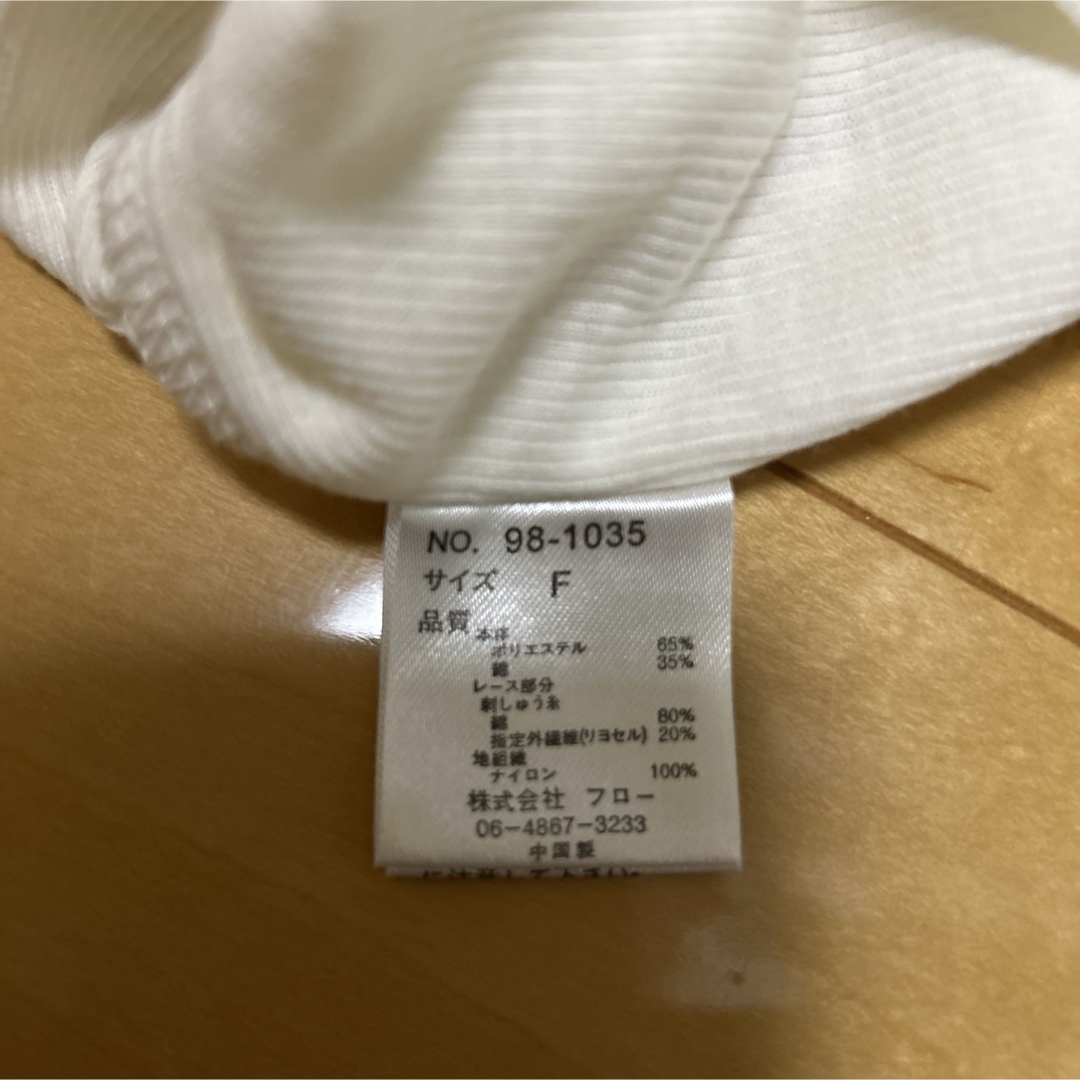 NO. 98-1035
サイズ F
品質
本体
ポリエステル 65%
綿 35%
レース部分
刺しゅう糸
綿 80%
指定外繊維(リヨセル) 20%
地組織
ナイロン 100%
株式会社 フロー
06-4867-3233
中国製